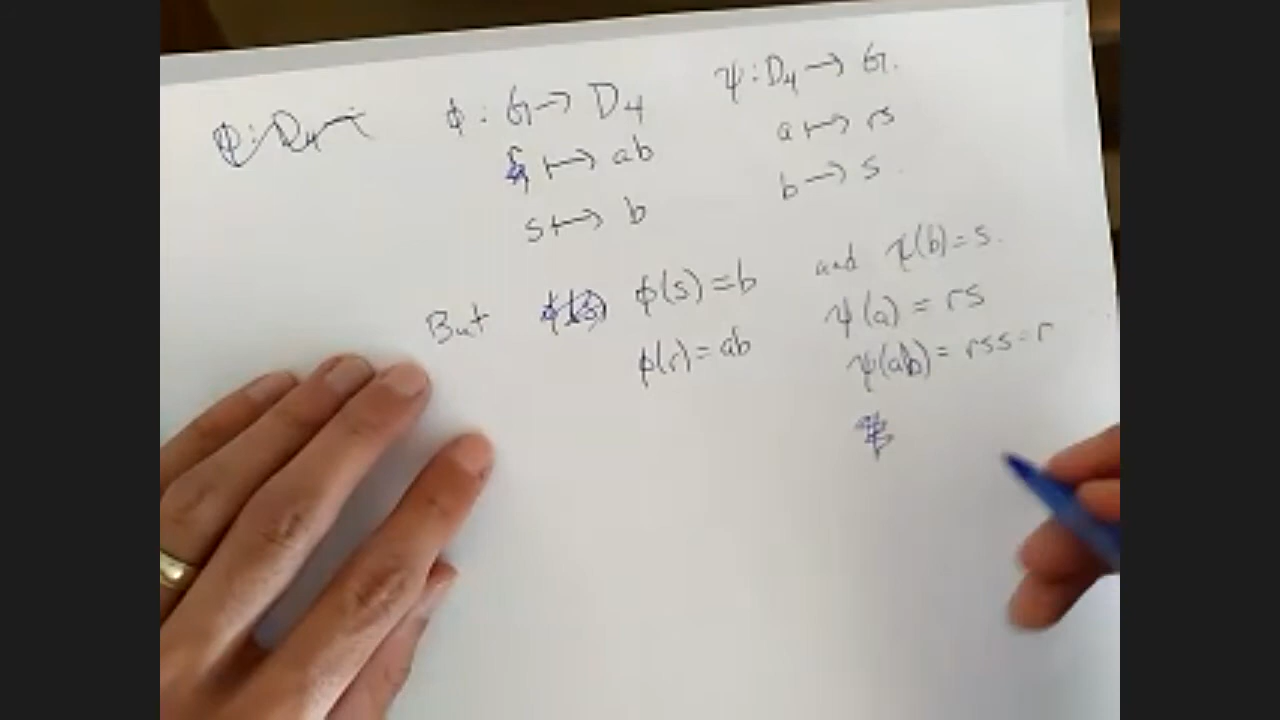 ϕ : G → D₄
r ↦ ab
s ↦ b
ψ : D₄ → G.
a ↦ rs
b → s.
But ϕ(s) = b and ψ(b) = s.
ϕ(r) = ab ψ(a) = rs
ψ(ab) = rss = r